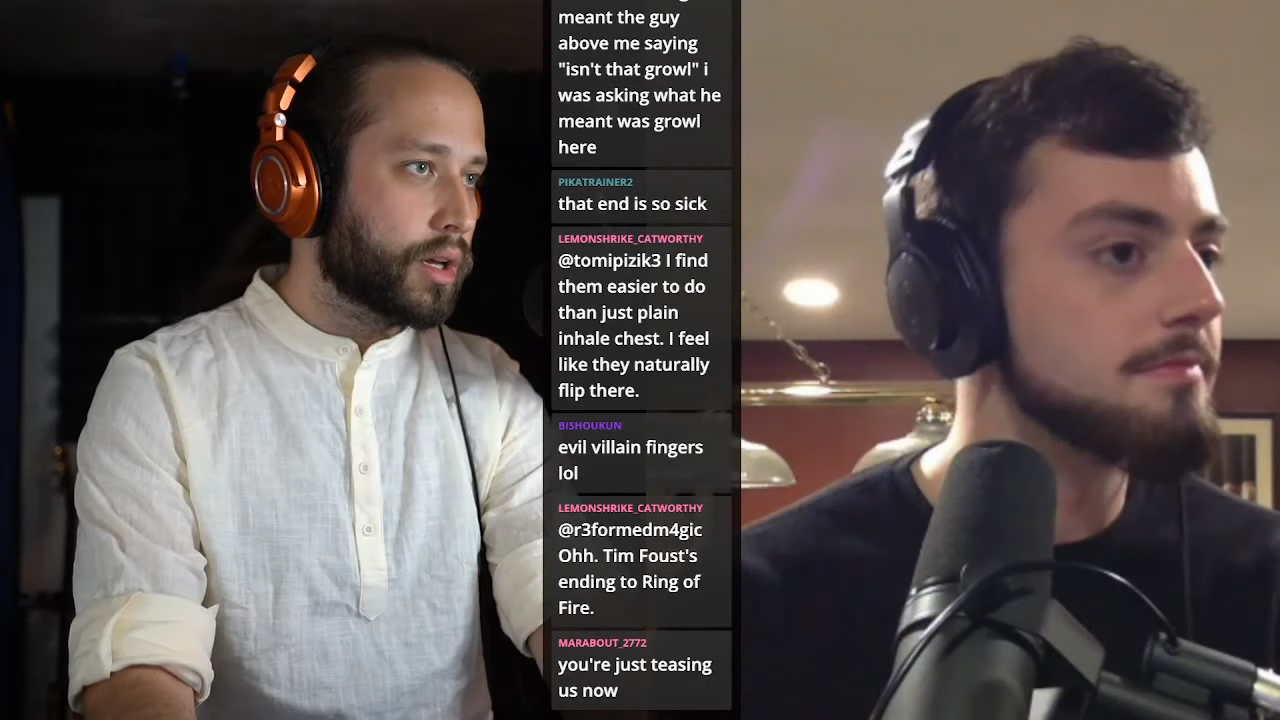 meant the guy
above me saying
"isn't that growl" i
was asking what he
meant was growl
here
PIKATRAINER2
that end is so sick
LEMONSHRIKE_CATWORTHY
@tomipizik3 I find
them easier to do
than just plain
inhale chest. I feel
like they naturally
flip there.
BISHOUKUN
evil villain fingers
lol
LEMONSHRIKE_CATWORTHY
@r3formedm4gic
Ohh. Tim Foust's
ending to Ring of
Fire.
MARABOUT_2772
you're just teasing
us now